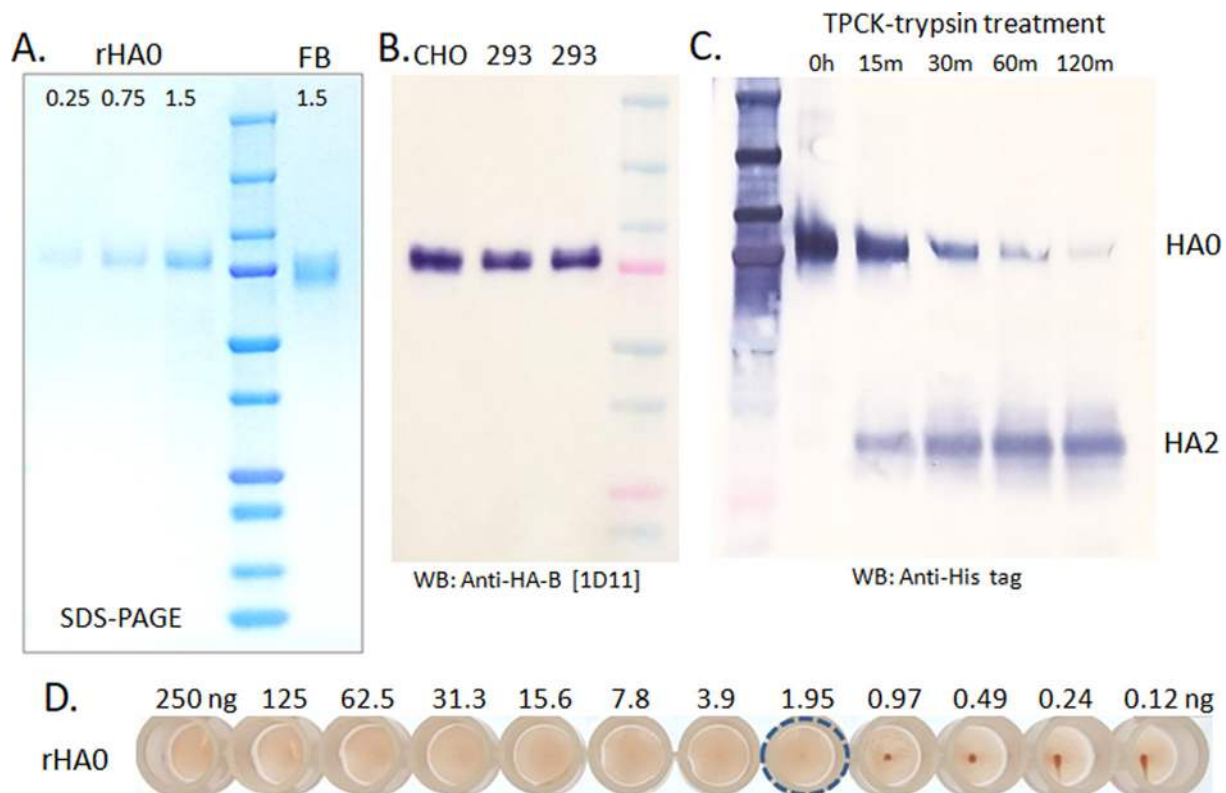 A.
rHA0 FB
0.25 0.75 1.5 1.5
SDS-PAGE
B. CHO 293 293
WB: Anti-HA-B [1D11]
C.
TPCK-trypsin treatment
0h 15m 30m 60m 120m
HA0
HA2
WB: Anti-His tag
D. 250 ng 125 62.5 31.3 15.6 7.8 3.9 1.95 0.97 0.49 0.24 0.12 ng
rHA0